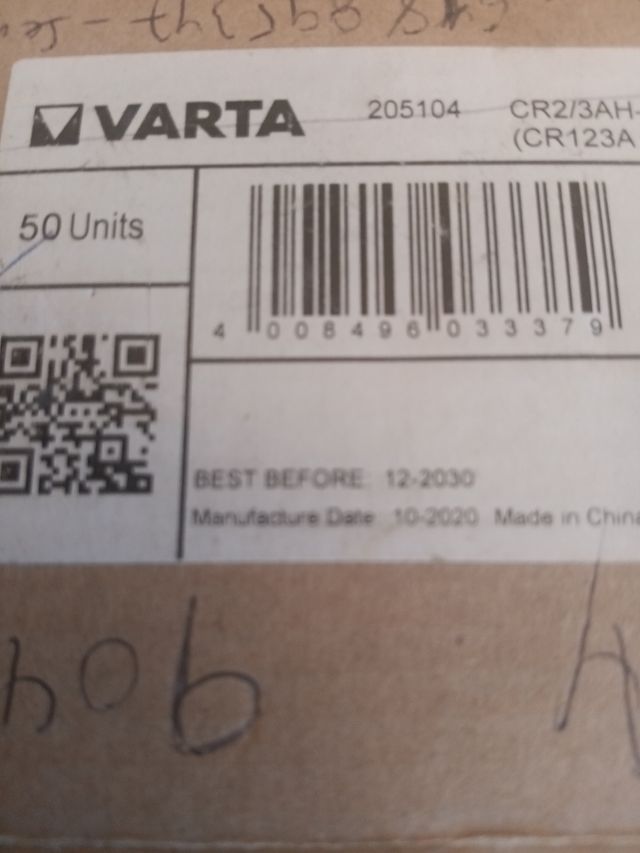 VARTA 205104 CR2/3AH-
(CR123A
50 Units
4 008496 033379
BEST BEFORE: 12-2030
Manufacture Date 10-2020 Made in China